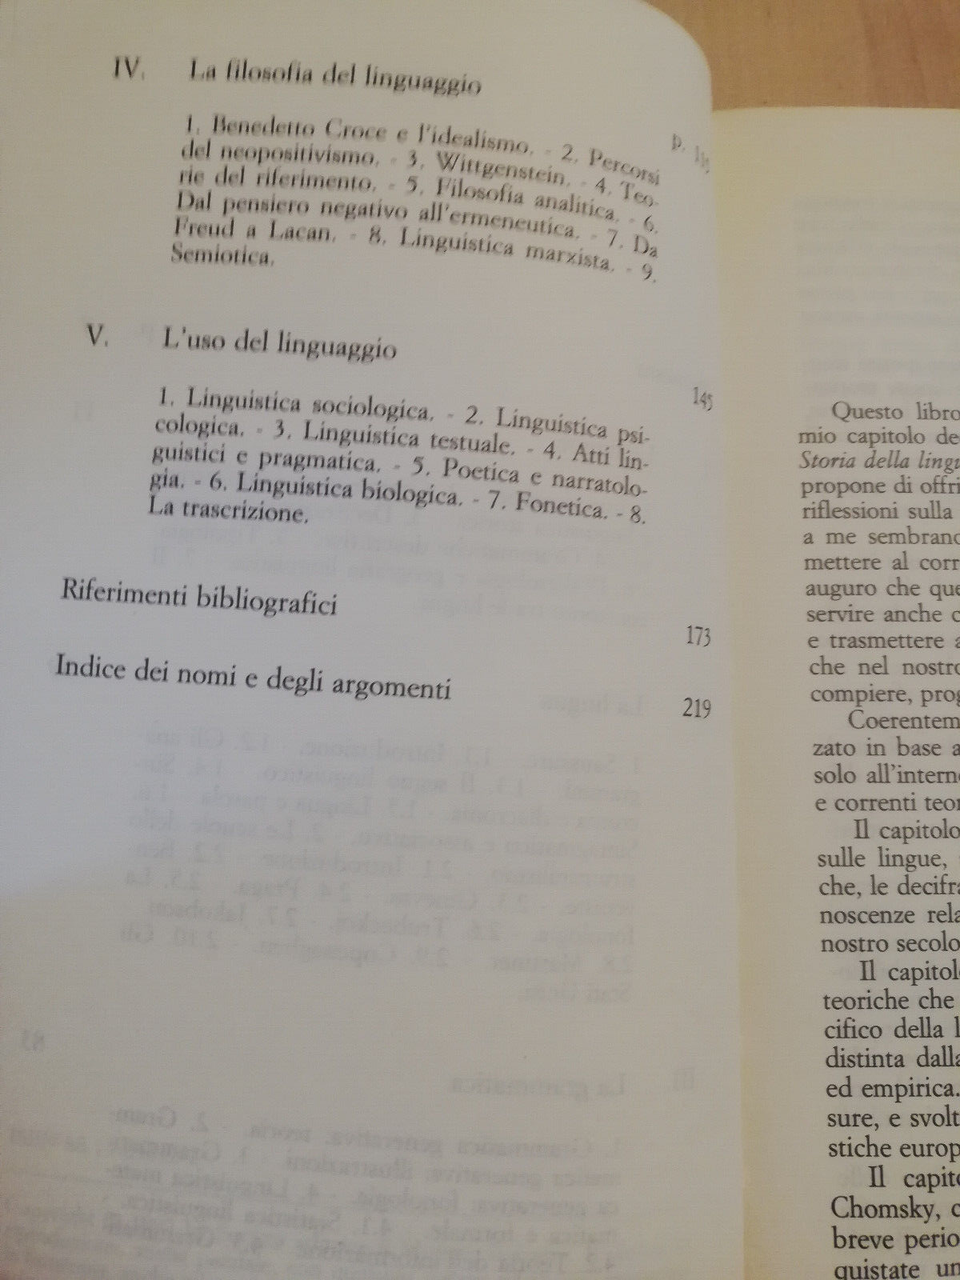 IV. La filosofia del linguaggio
p.
1. Benedetto Croce e l'idealismo. - 2. Percorsi
del neopositivismo. - 3. Wittgenstein. - 4. Teo-
rie del riferimento. - 5. Filosofia analitica. - 6.
Dal pensiero negativo all'ermeneutica. - 7. Da
Freud a Lacan. - 8. Linguistica marxista. - 9.
Semiotica.
V. L'uso del linguaggio
145
1. Linguistica sociologica. - 2. Linguistica psi-
cologica. - 3. Linguistica testuale. - 4. Atti lin-
guistici e pragmatica. - 5. Poetica e narratolo-
gia. - 6. Linguistica biologica. - 7. Fonetica. - 8.
La trascrizione.
Riferimenti bibliografici
173
Indice dei nomi e degli argomenti
219
Questo libro
mio capitolo de
Storia della lingu
propone di offri
riflessioni sulla
a me sembrano
mettere al corr
auguro che que
servire anche c
e trasmettere a
che nel nostro
compiere, prog
Coerentem
zato in base a
solo all'interno
e correnti teor
Il capitolo
sulle lingue,
che, le decifra
noscenze rela
nostro secolo
Il capitolo
teoriche che
cifico della l
distinta dalla
ed empirica.
sure, e svolt
stiche europ
Il capito
Chomsky, c
breve perio
quistate un